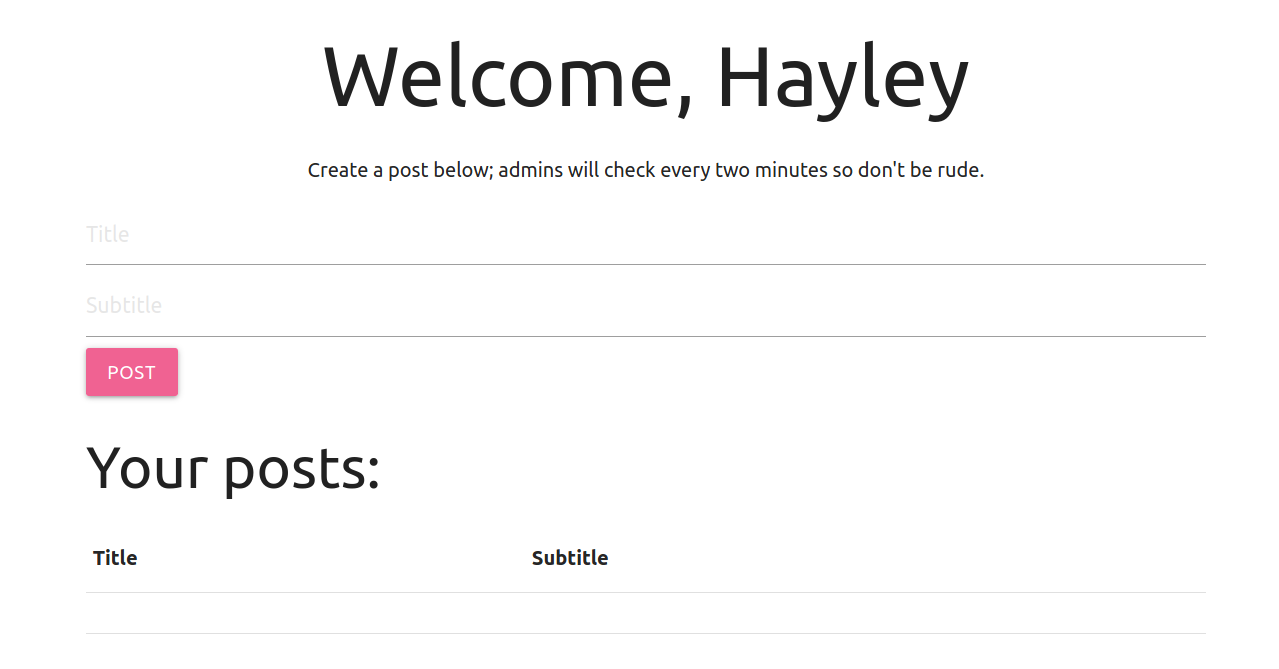 Welcome, Hayley
Create a post below; admins will check every two minutes so don't be rude.
Title
Subtitle
POST
Your posts:
Title Subtitle